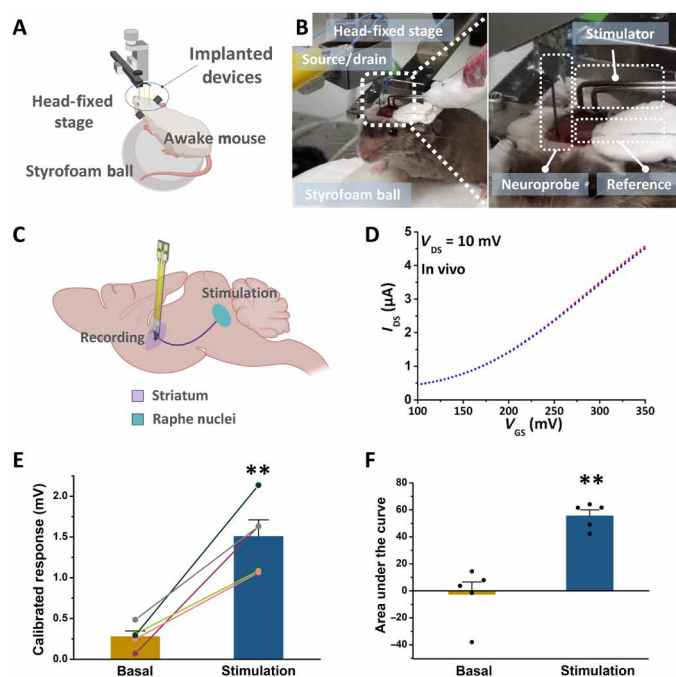 A
Implanted
devices
Head-fixed
stage
Awake mouse
Styrofoam ball
B
Head-fixed stage
Source/drain
Styrofoam ball
Stimulator
Neuroprobe
Reference
C
Stimulation
Recording
Striatum
Raphe nuclei
D
V_DS = 10 mV
In vivo
I_DS (μA)
5
4
3
2
1
0
100 150 200 250 300 350
V_GS (mV)
E
**
Calibrated response (mV)
2.0
1.5
1.0
0.5
0.0
Basal Stimulation
F
**
Area under the curve
80
60
40
20
0
−20
−40
Basal Stimulation